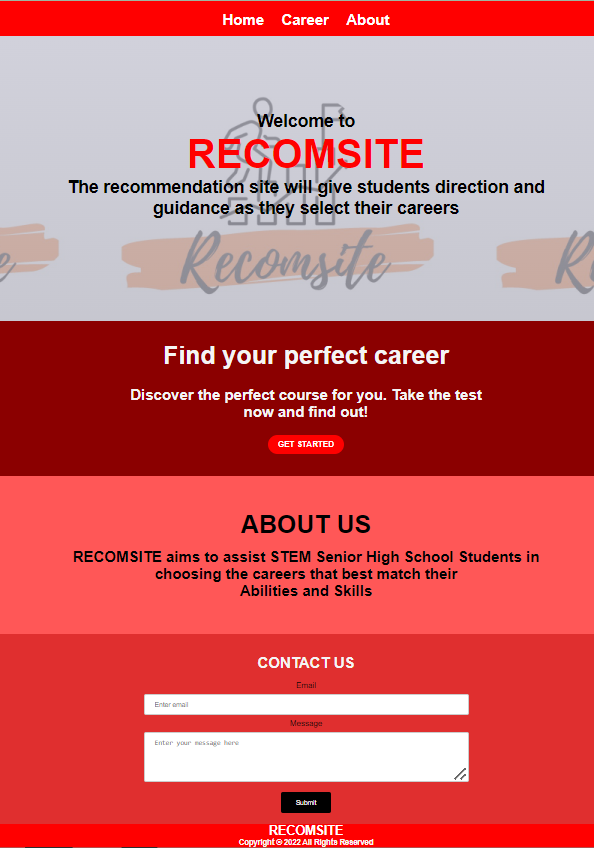 Home Career About
Welcome to
RECOMSITE
The recommendation site will give students direction and
guidance as they select their careers
Recomsite
Find your perfect career
Discover the perfect course for you. Take the test
now and find out!
GET STARTED
ABOUT US
RECOMSITE aims to assist STEM Senior High School Students in
choosing the careers that best match their
Abilities and Skills
CONTACT US
Email
Enter email
Message
Enter your message here
Submit
RECOMSITE
Copyright © 2022 All Rights Reserved